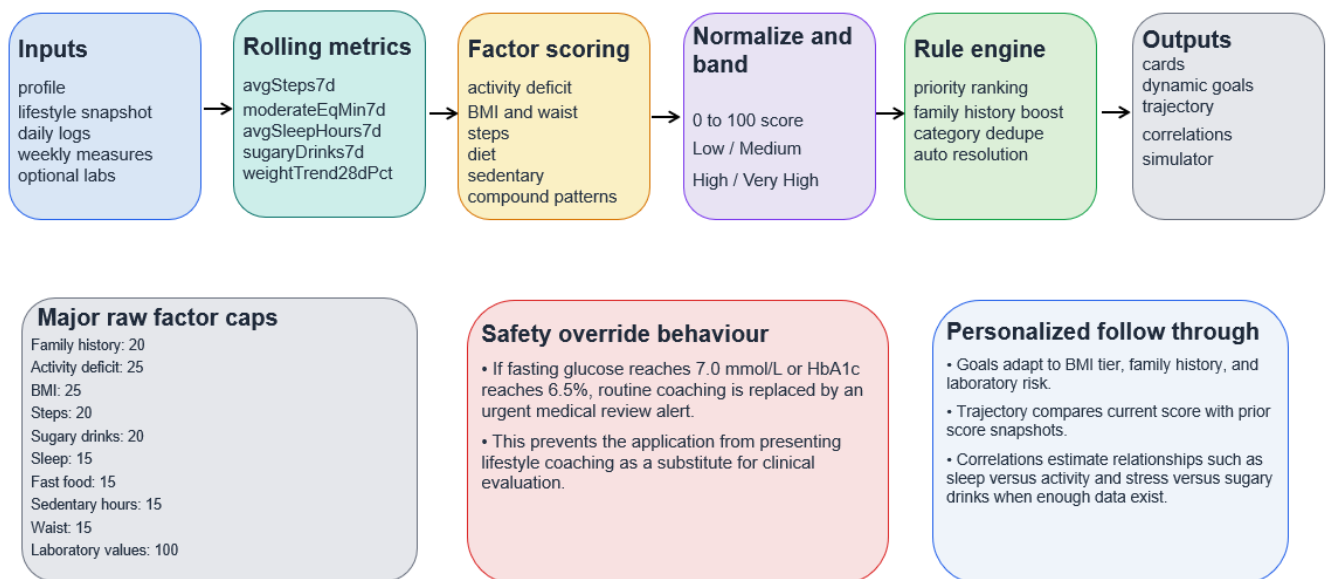 Inputs
profile
lifestyle snapshot
daily logs
weekly measures
optional labs
Rolling metrics
avgSteps7d
moderateEqMin7d
avgSleepHours7d
sugaryDrinks7d
weightTrend28dPct
Factor scoring
activity deficit
BMI and waist
steps
diet
sedentary
compound patterns
Normalize and
band
0 to 100 score
Low / Medium
High / Very High
Rule engine
priority ranking
family history boost
category dedupe
auto resolution
Outputs
cards
dynamic goals
trajectory
correlations
simulator
Major raw factor caps
Family history: 20
Activity deficit: 25
BMI: 25
Steps: 20
Sugary drinks: 20
Sleep: 15
Fast food: 15
Sedentary hours: 15
Waist: 15
Laboratory values: 100
Safety override behaviour
• If fasting glucose reaches 7.0 mmol/L or HbA1c
reaches 6.5%, routine coaching is replaced by an
urgent medical review alert.
• This prevents the application from presenting
lifestyle coaching as a substitute for clinical
evaluation.
Personalized follow through
• Goals adapt to BMI tier, family history, and
laboratory risk.
• Trajectory compares current score with prior
score snapshots.
• Correlations estimate relationships such as
sleep versus activity and stress versus sugary
drinks when enough data exist.